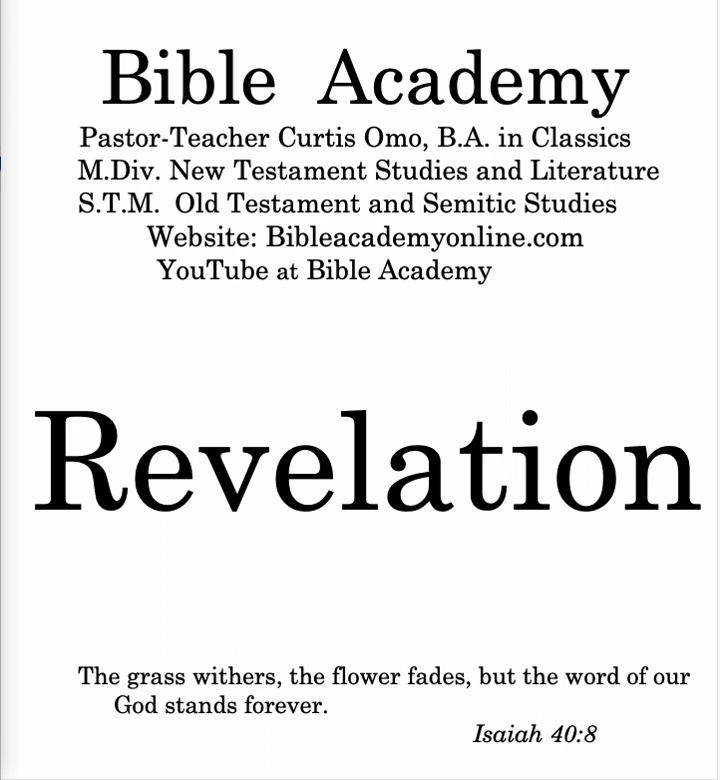 Bible Academy
Pastor-Teacher Curtis Omo, B.A. in Classics
M.Div. New Testament Studies and Literature
S.T.M. Old Testament and Semitic Studies
Website: Bibleacademyonline.com
YouTube at Bible Academy
Revelation
The grass withers, the flower fades, but the word of our
God stands forever.
Isaiah 40:8